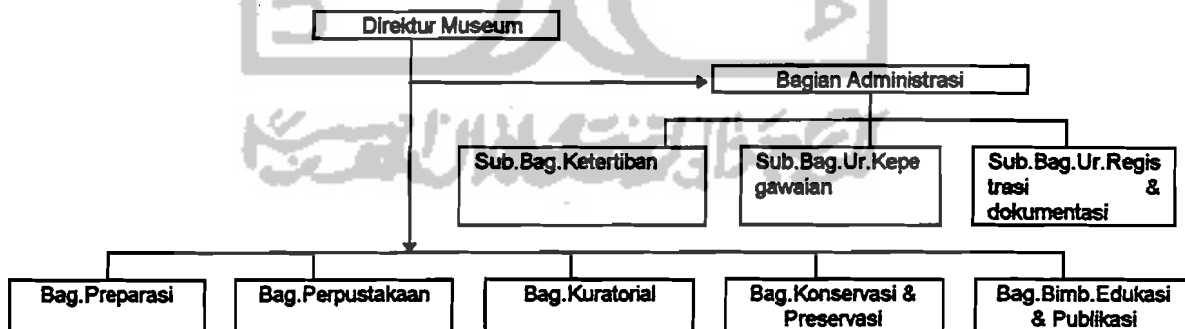 Direktur Museum
Bagian Administrasi
Sub.Bag.Ketertiban
Sub.Bag.Ur.Kepe
gawaian
Sub.Bag.Ur.Regis
trasi &
dokumentasi
Bag.Preparasi
Bag.Perpustakaan
Bag.Kuratorial
Bag.Konservasi &
Preservasi
Bag.Bimb.Edukasi
& Publikasi